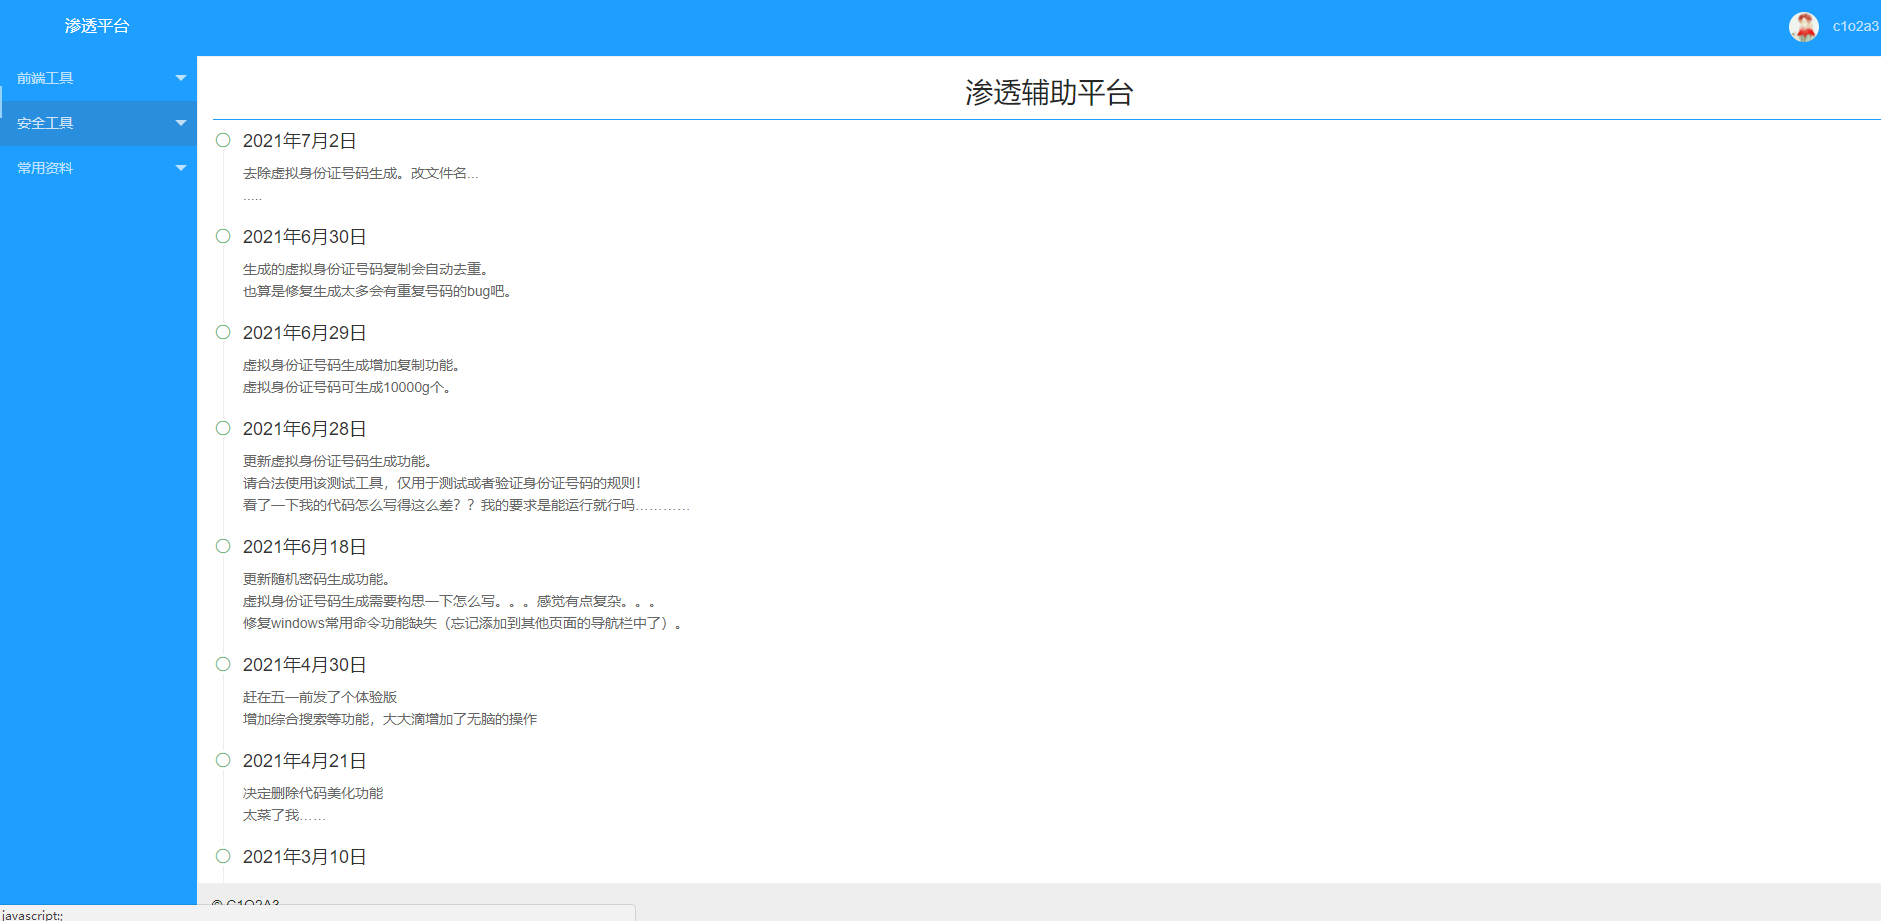 渗透平台
c1o2a3
前端工具
安全工具
常用资料
渗透辅助平台
2021年7月2日
去除虚拟身份证号码生成。改文件名...
.....
2021年6月30日
生成的虚拟身份证号码复制会自动去重。
也算是修复生成太多会有重复号码的bug吧。
2021年6月29日
虚拟身份证号码生成增加复制功能。
虚拟身份证号码可生成10000g个。
2021年6月28日
更新虚拟身份证号码生成功能。
请合法使用该测试工具，仅用于测试或者验证身份证号码的规则！
看了一下我的代码怎么写得这么差？？我的要求是能运行就行吗…………
2021年6月18日
更新随机密码生成功能。
虚拟身份证号码生成需要构思一下怎么写。。。感觉有点复杂。。。
修复windows常用命令功能缺失（忘记添加到其他页面的导航栏中了）。
2021年4月30日
赶在五一前发了个体验版
增加综合搜索等功能，大大滴增加了无脑的操作
2021年4月21日
决定删除代码美化功能
太菜了我……
2021年3月10日
© C1O2A3
javascript:;